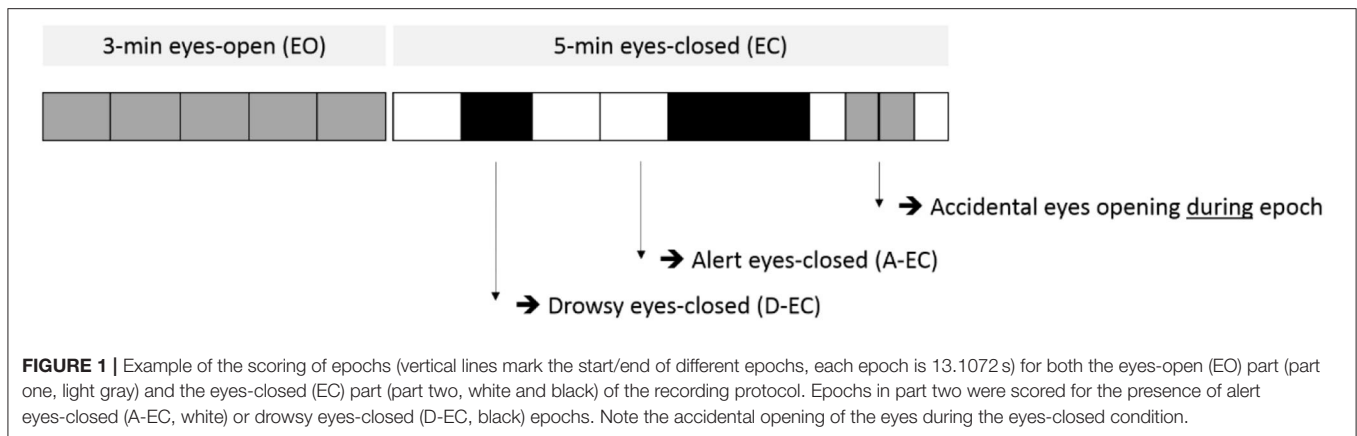 3-min eyes-open (EO)
5-min eyes-closed (EC)
➔ Accidental eyes opening during epoch
➔ Alert eyes-closed (A-EC)
➔ Drowsy eyes-closed (D-EC)
FIGURE 1 | Example of the scoring of epochs (vertical lines mark the start/end of different epochs, each epoch is 13.1072 s) for both the eyes-open (EO) part (part
one, light gray) and the eyes-closed (EC) part (part two, white and black) of the recording protocol. Epochs in part two were scored for the presence of alert
eyes-closed (A-EC, white) or drowsy eyes-closed (D-EC, black) epochs. Note the accidental opening of the eyes during the eyes-closed condition.